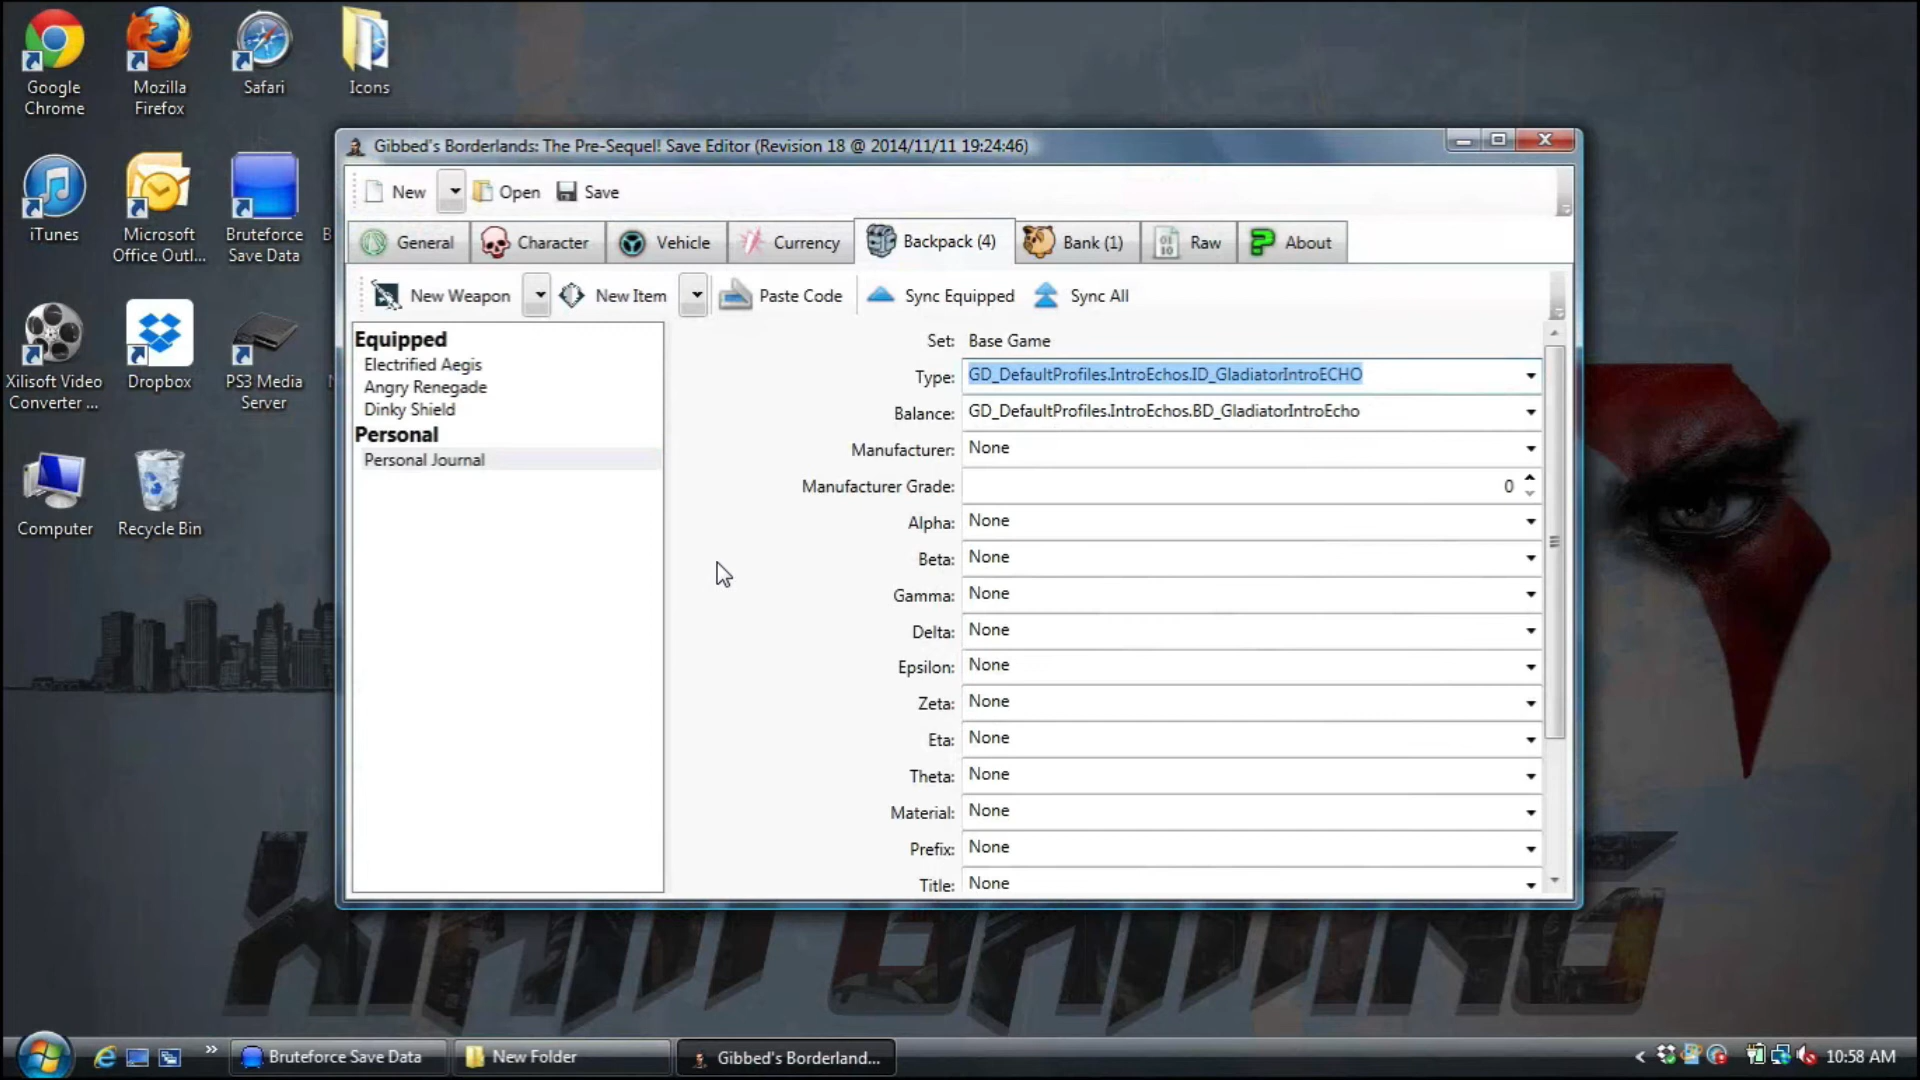 Google
Chrome
Mozilla
Firefox
Safari
Icons
iTunes
Microsoft
Office Outl...
Bruteforce
Save Data
B
Xilisoft Video
Converter ...
Dropbox
PS3 Media
Server
Computer
Recycle Bin
Gibbed's Borderlands: The Pre-Sequel! Save Editor (Revision 18 @ 2014/11/11 19:24:46)
New
Open
Save
General
Character
Vehicle
Currency
Backpack (4)
Bank (1)
Raw
About
New Weapon
New Item
Paste Code
Sync Equipped
Sync All
Equipped
Electrified Aegis
Angry Renegade
Dinky Shield
Personal
Personal Journal
Set: Base Game
Type: GD_DefaultProfiles.IntroEchos.ID_GladiatorIntroECHO
Balance: GD_DefaultProfiles.IntroEchos.BD_GladiatorIntroEcho
Manufacturer: None
Manufacturer Grade: 0
Alpha: None
Beta: None
Gamma: None
Delta: None
Epsilon: None
Zeta: None
Eta: None
Theta: None
Material: None
Prefix: None
Title: None
GAMING
Bruteforce Save Data
New Folder
Gibbed's Borderland...
10:58 AM